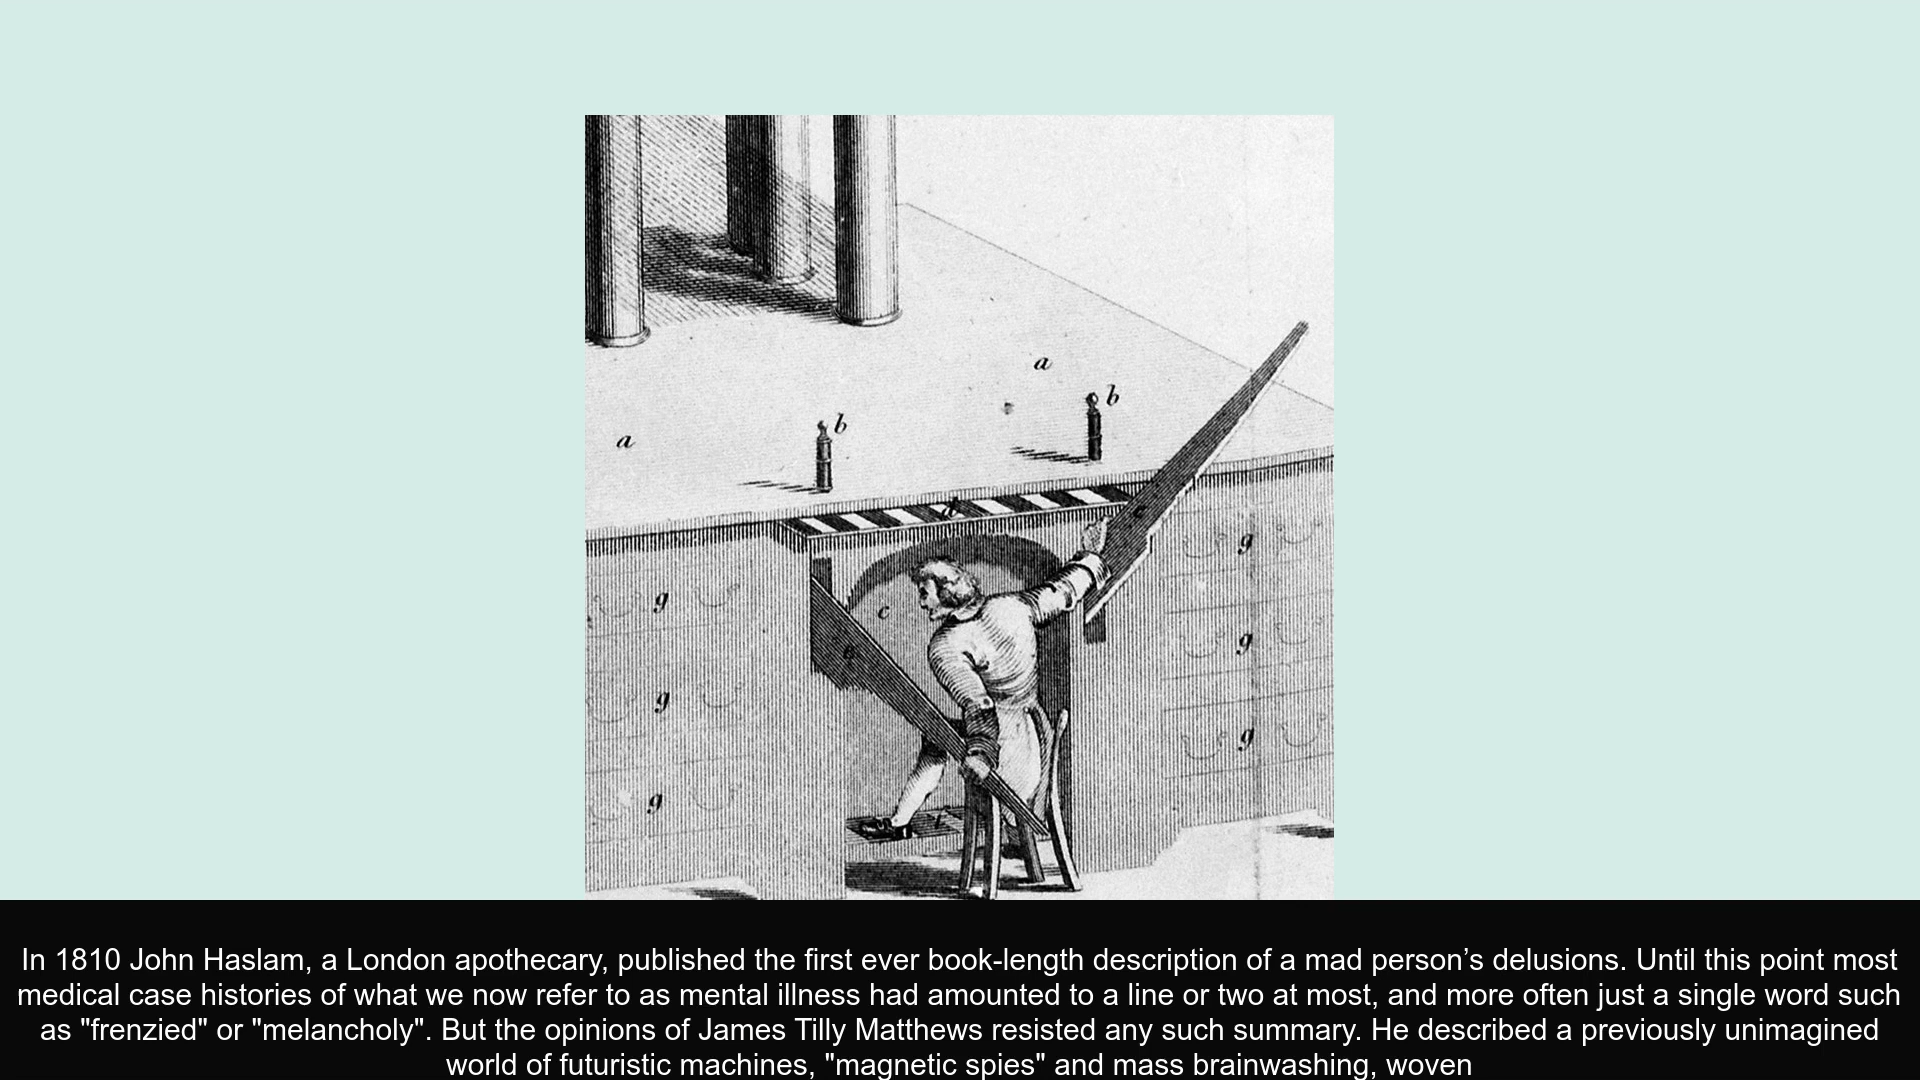 a
b
b
a
d
e
g
c
g
e
g
g
g
f
g
In 1810 John Haslam, a London apothecary, published the first ever book-length description of a mad person’s delusions. Until this point most
medical case histories of what we now refer to as mental illness had amounted to a line or two at most, and more often just a single word such
as "frenzied" or "melancholy". But the opinions of James Tilly Matthews resisted any such summary. He described a previously unimagined
world of futuristic machines, "magnetic spies" and mass brainwashing, woven